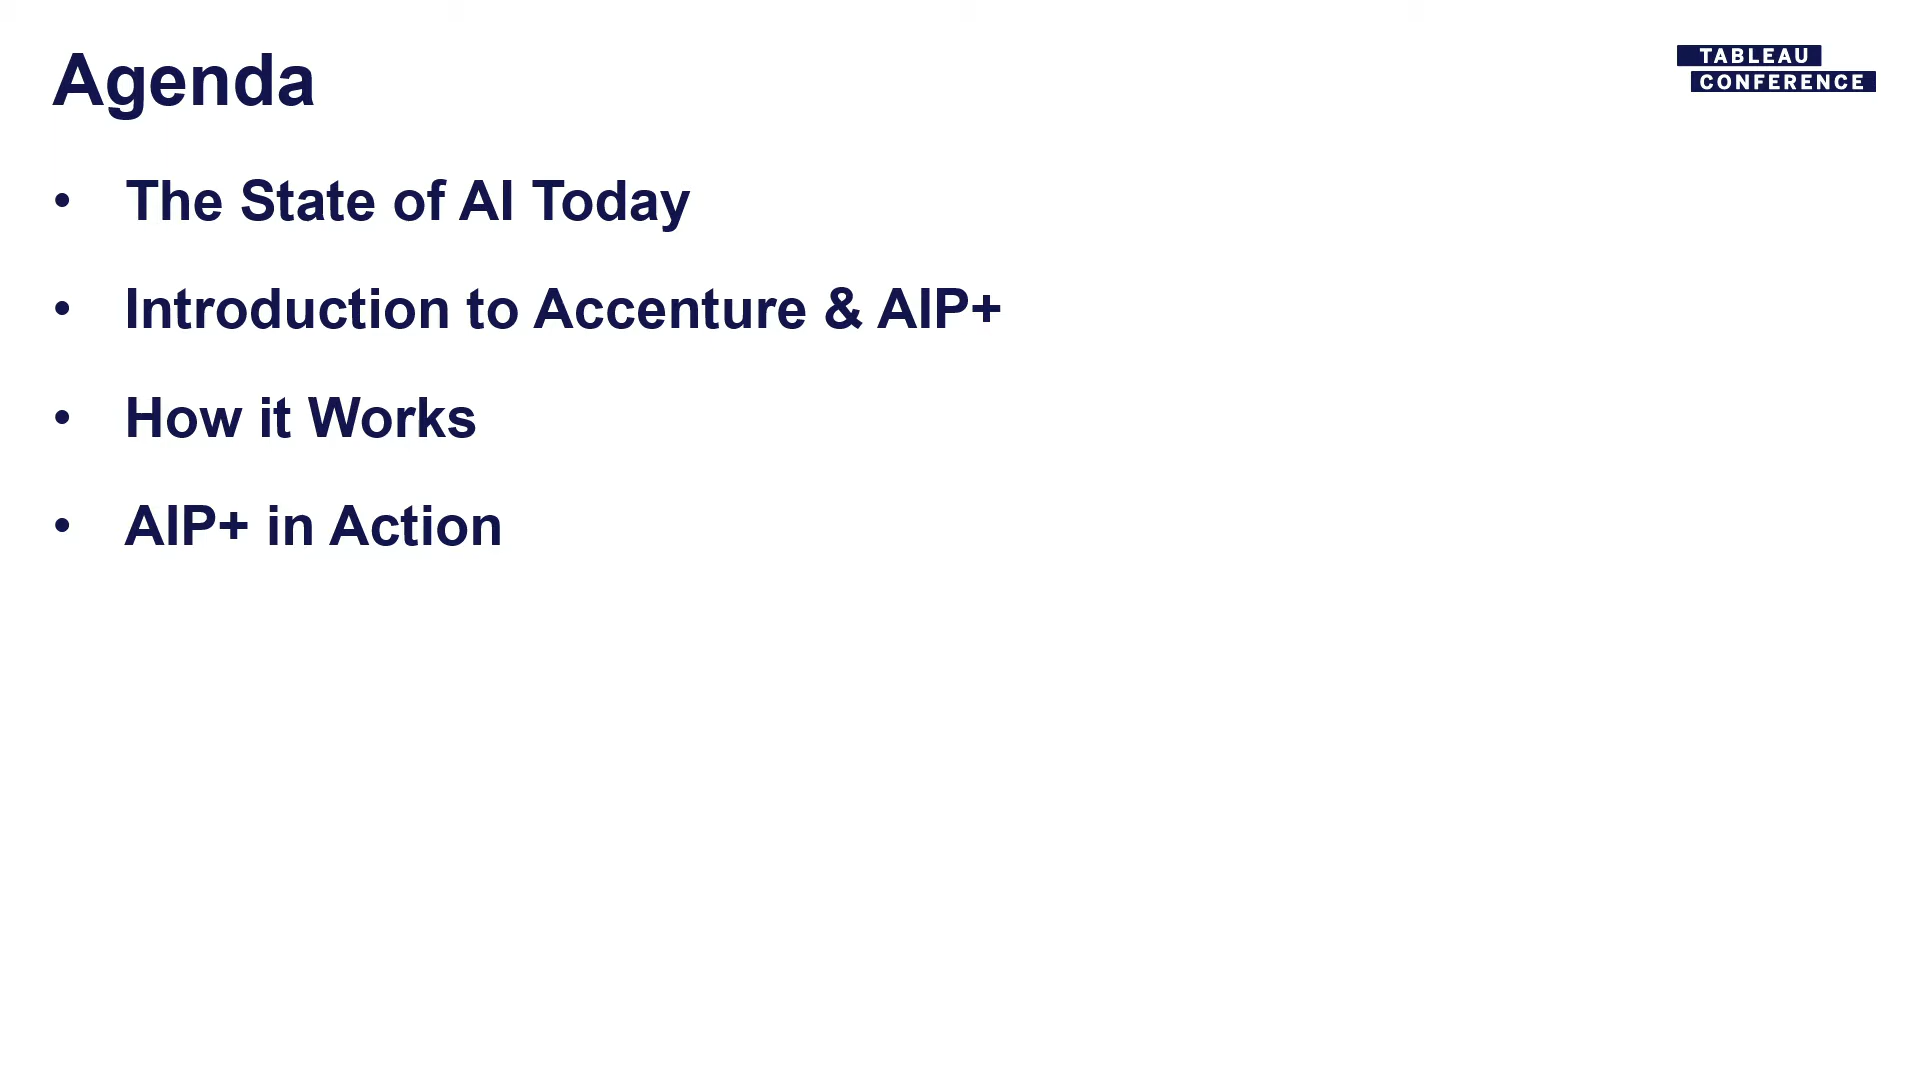 Agenda
TABLEAU
CONFERENCE
• The State of AI Today
• Introduction to Accenture & AIP+
• How it Works
• AIP+ in Action